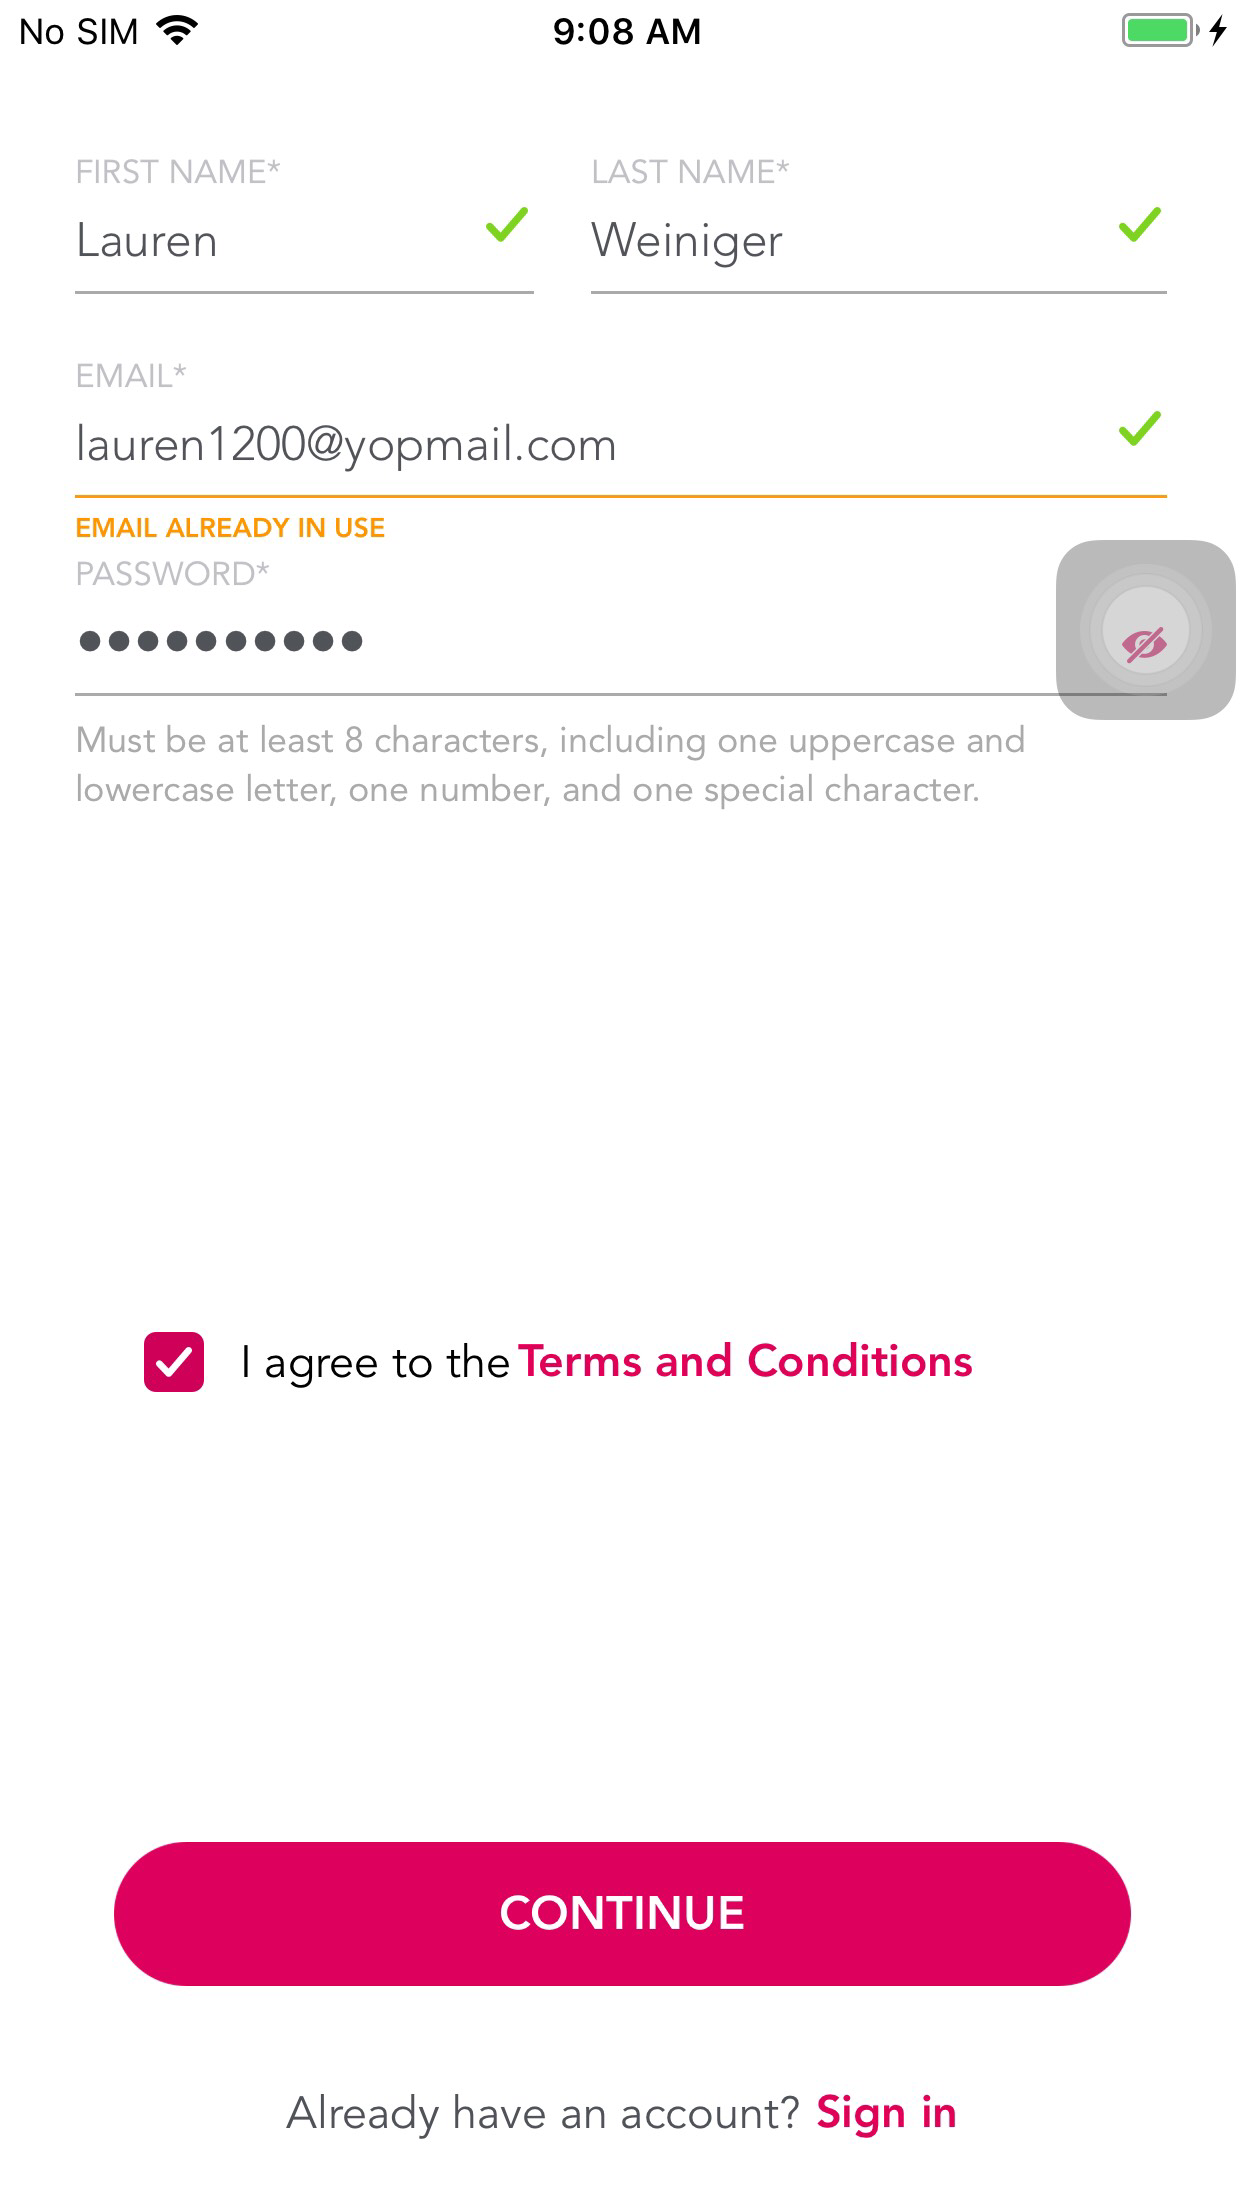 No SIM 9:08 AM
FIRST NAME* LAST NAME*
Lauren Weiniger
EMAIL*
lauren1200@yopmail.com
EMAIL ALREADY IN USE
PASSWORD*
●●●●●●●●●●
Must be at least 8 characters, including one uppercase and
lowercase letter, one number, and one special character.
I agree to the Terms and Conditions
CONTINUE
Already have an account? Sign in